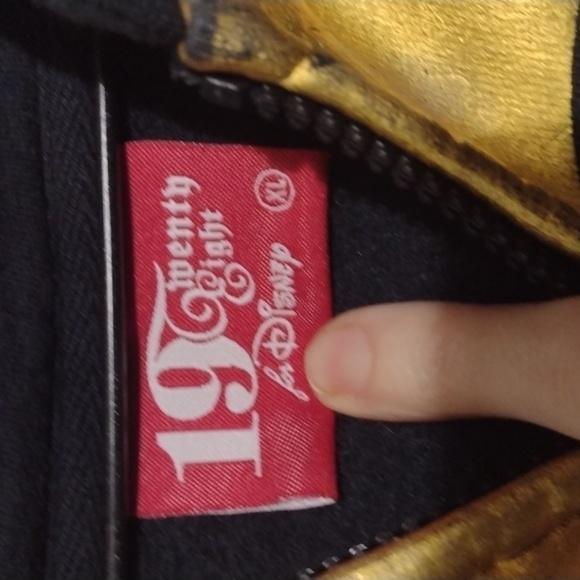 19 Twenty
Eight
for Disney
XL